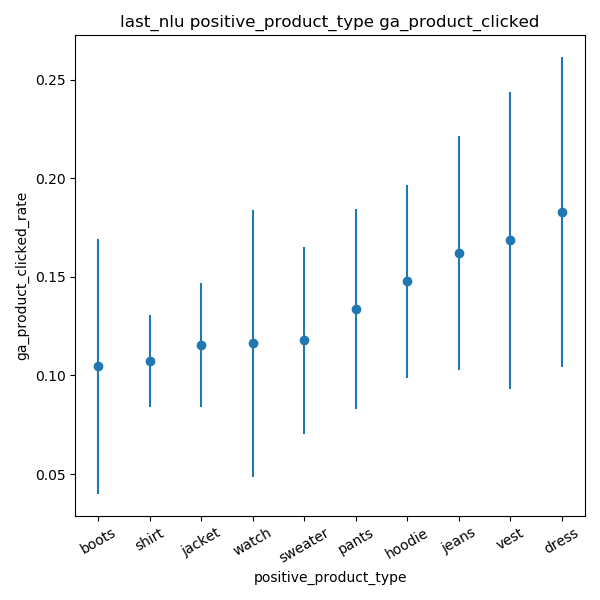 last_nlu positive_product_type ga_product_clicked
ga_product_clicked_rate
0.25
0.20
0.15
0.10
0.05
boots shirt jacket watch sweater pants hoodie jeans vest dress
positive_product_type